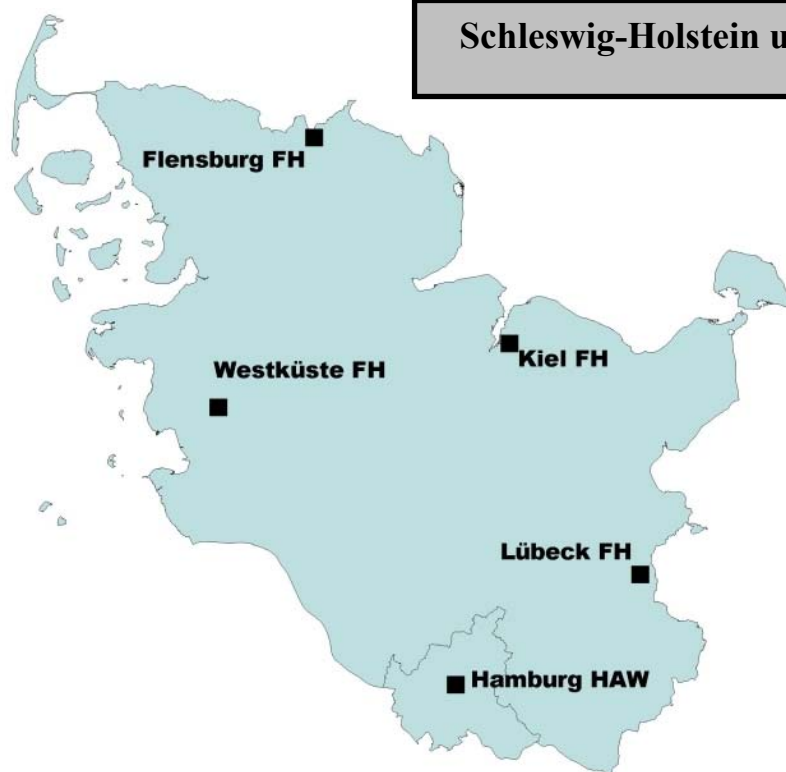 Schleswig-Holstein u
Flensburg FH
Kiel FH
Westküste FH
Lübeck FH
Hamburg HAW